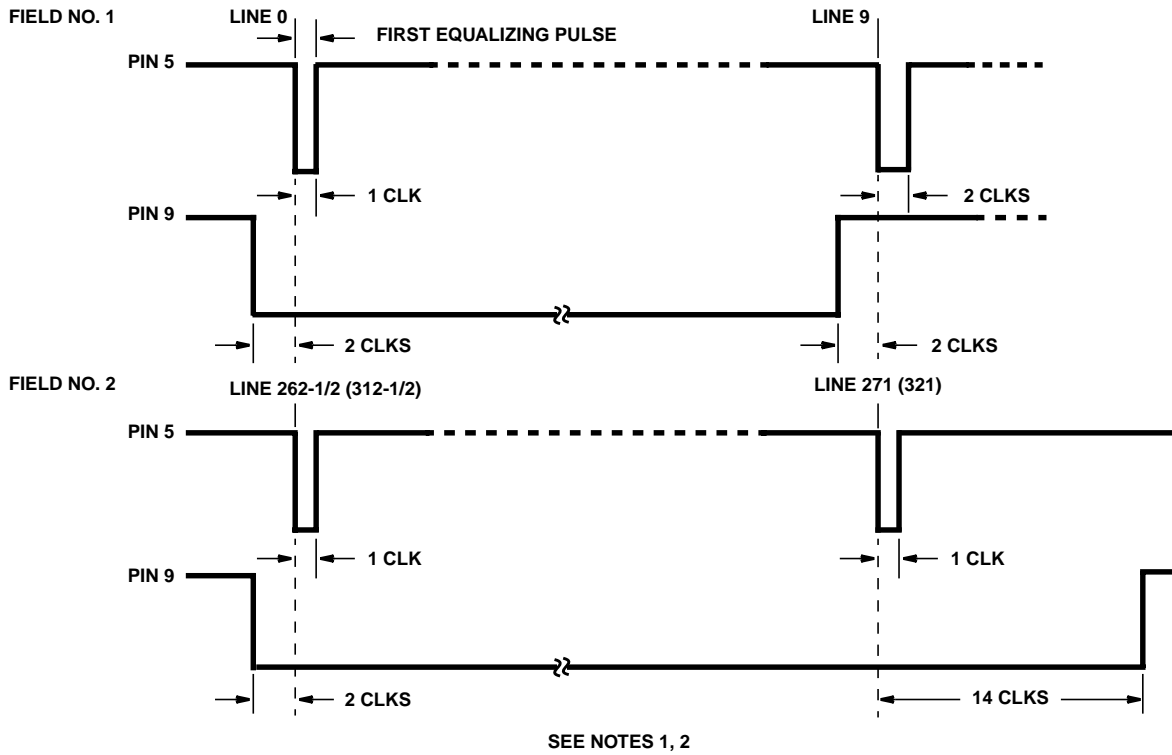 FIELD NO. 1
LINE 0
LINE 9
FIRST EQUALIZING PULSE
PIN 5
1 CLK
2 CLKS
PIN 9
2 CLKS
2 CLKS
FIELD NO. 2
LINE 262-1/2 (312-1/2)
LINE 271 (321)
PIN 5
1 CLK
1 CLK
PIN 9
2 CLKS
14 CLKS
SEE NOTES 1, 2